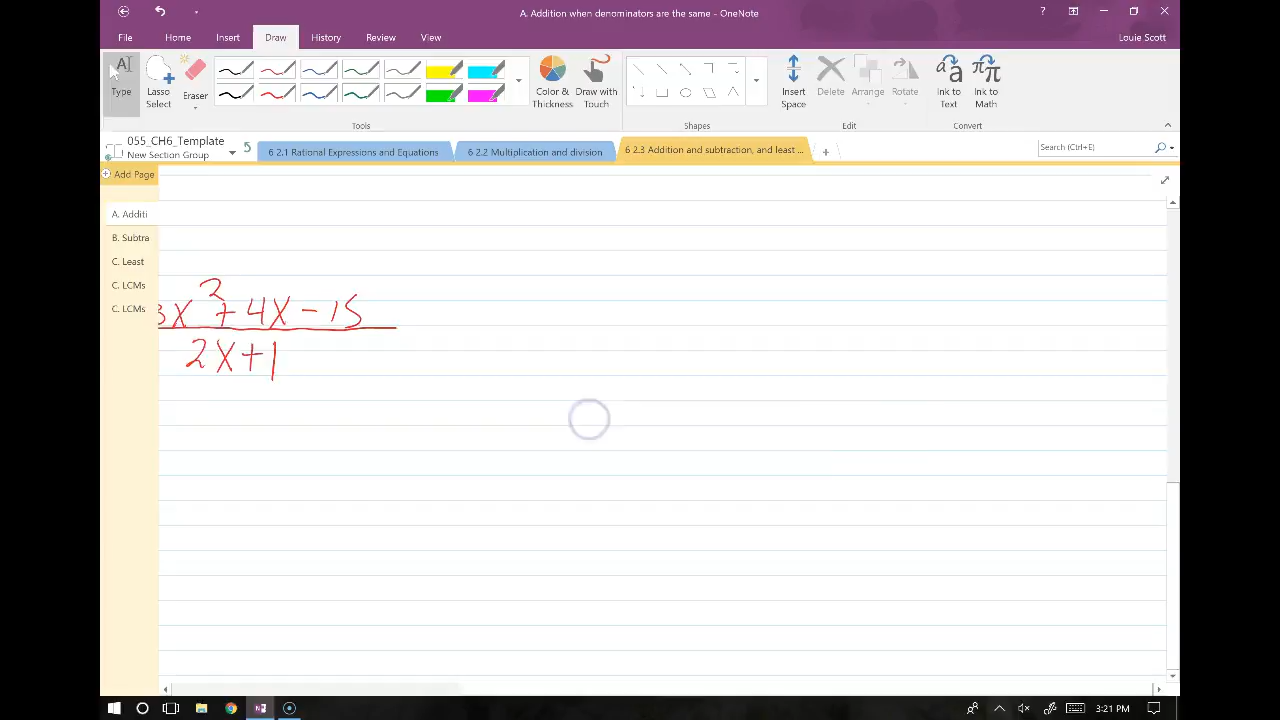 A. Addition when denominators are the same - OneNote
?
File Home Insert Draw History Review View
Louie Scott
Type
Lasso Select
Eraser
Color & Thickness
Draw with Touch
Insert Space
Delete
Arrange
Rotate
Ink to Text
Ink to Math
Tools
Shapes
Edit
Convert
055_CH6_Template
New Section Group
6 2.1 Rational Expressions and Equations
6 2.2 Multiplication and division
6 2.3 Addition and subtraction, and least ...
Search (Ctrl+E)
Add Page
A. Additi
B. Subtra
C. Least
C. LCMs
C. LCMs
3x² + 4x - 15
2x + 1
3:21 PM